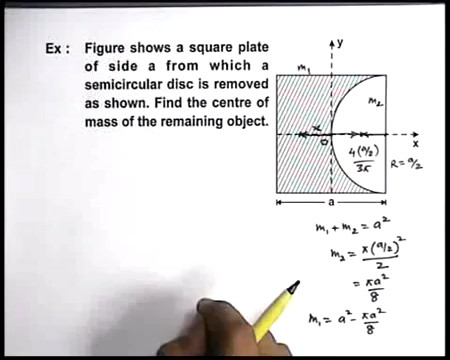 Ex : Figure shows a square plate
of side a from which a
semicircular disc is removed
as shown. Find the centre of
mass of the remaining object.
y
m₁
m₂
x
O
x
4(a/2)
3π
R = a/2
a
m₁ + m₂ = a²
m₂ = π(a/2)²
2
= πa²
8
m₁ = a² - πa²
8